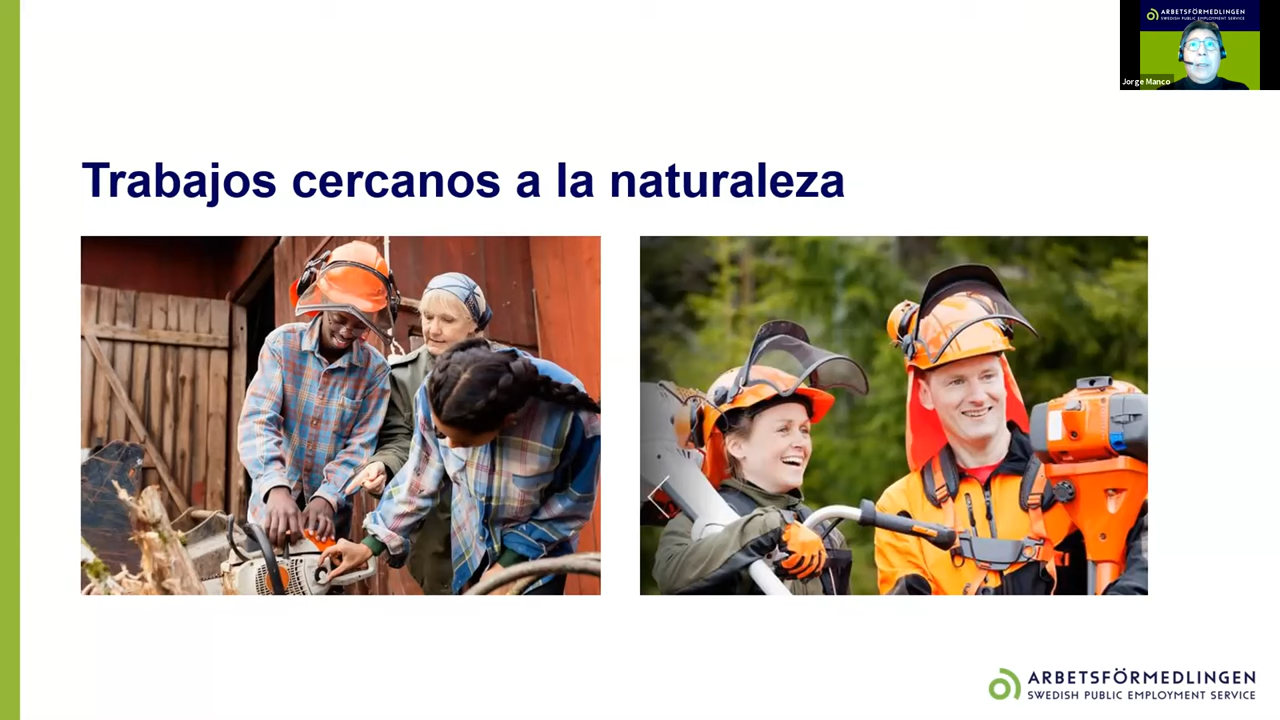 ARBETSFÖRMEDLINGEN
SWEDISH PUBLIC EMPLOYMENT SERVICE
Jorge Manco
Trabajos cercanos a la naturaleza
ARBETSFÖRMEDLINGEN
SWEDISH PUBLIC EMPLOYMENT SERVICE